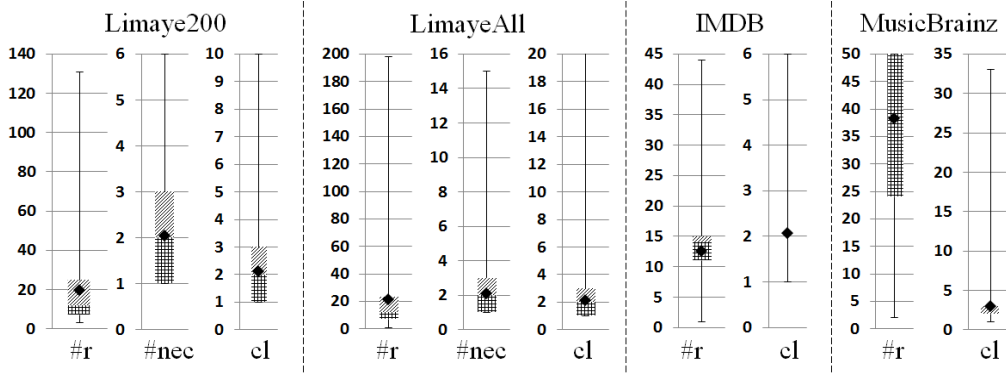 Limaye200 LimayeAll IMDB MusicBrainz
140 6 10 200 16 20 45 6 50 35
120 5 9 180 14 18 40 5 45 30
100 4 8 160 12 16 35 4 40 25
80 3 7 140 10 14 30 3 35 20
60 2 6 120 8 12 25 2 30 15
40 1 5 100 6 10 20 1 25 10
20 0 4 80 4 8 15 0 20 5
0 3 60 2 6 10 15 0
2 40 0 4 5 10
1 20 2 0 5
0 0 0 0
#r #nec cl #r #nec cl #r cl #r cl